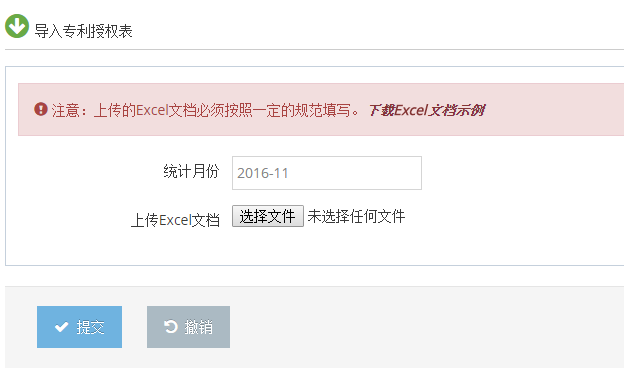 导入专利授权表
注意：上传的Excel文档必须按照一定的规范填写。下载Excel文档示例
统计月份 2016-11
上传Excel文档 选择文件 未选择任何文件
提交 撤销